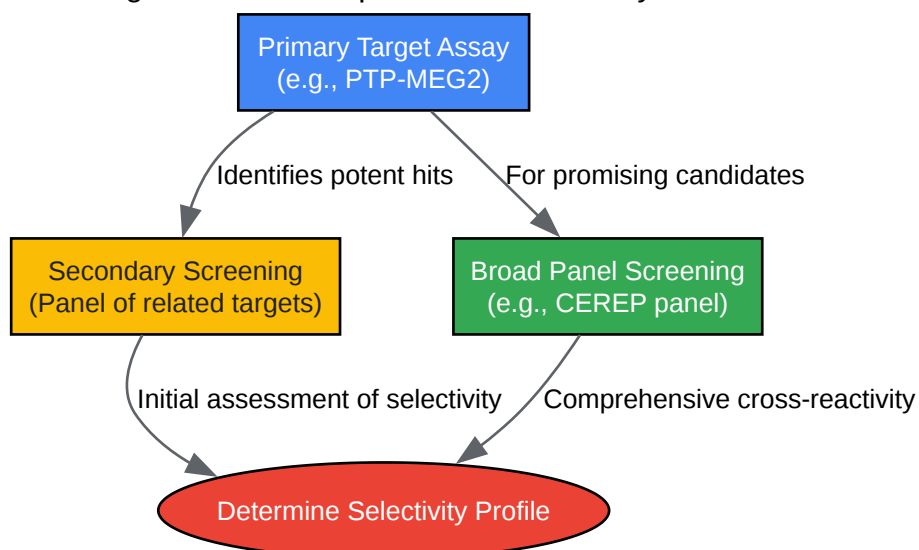 Primary Target Assay
(e.g., PTP-MEG2)
Identifies potent hits
For promising candidates
Secondary Screening
(Panel of related targets)
Broad Panel Screening
(e.g., CEREP panel)
Initial assessment of selectivity
Comprehensive cross-reactivity
Determine Selectivity Profile